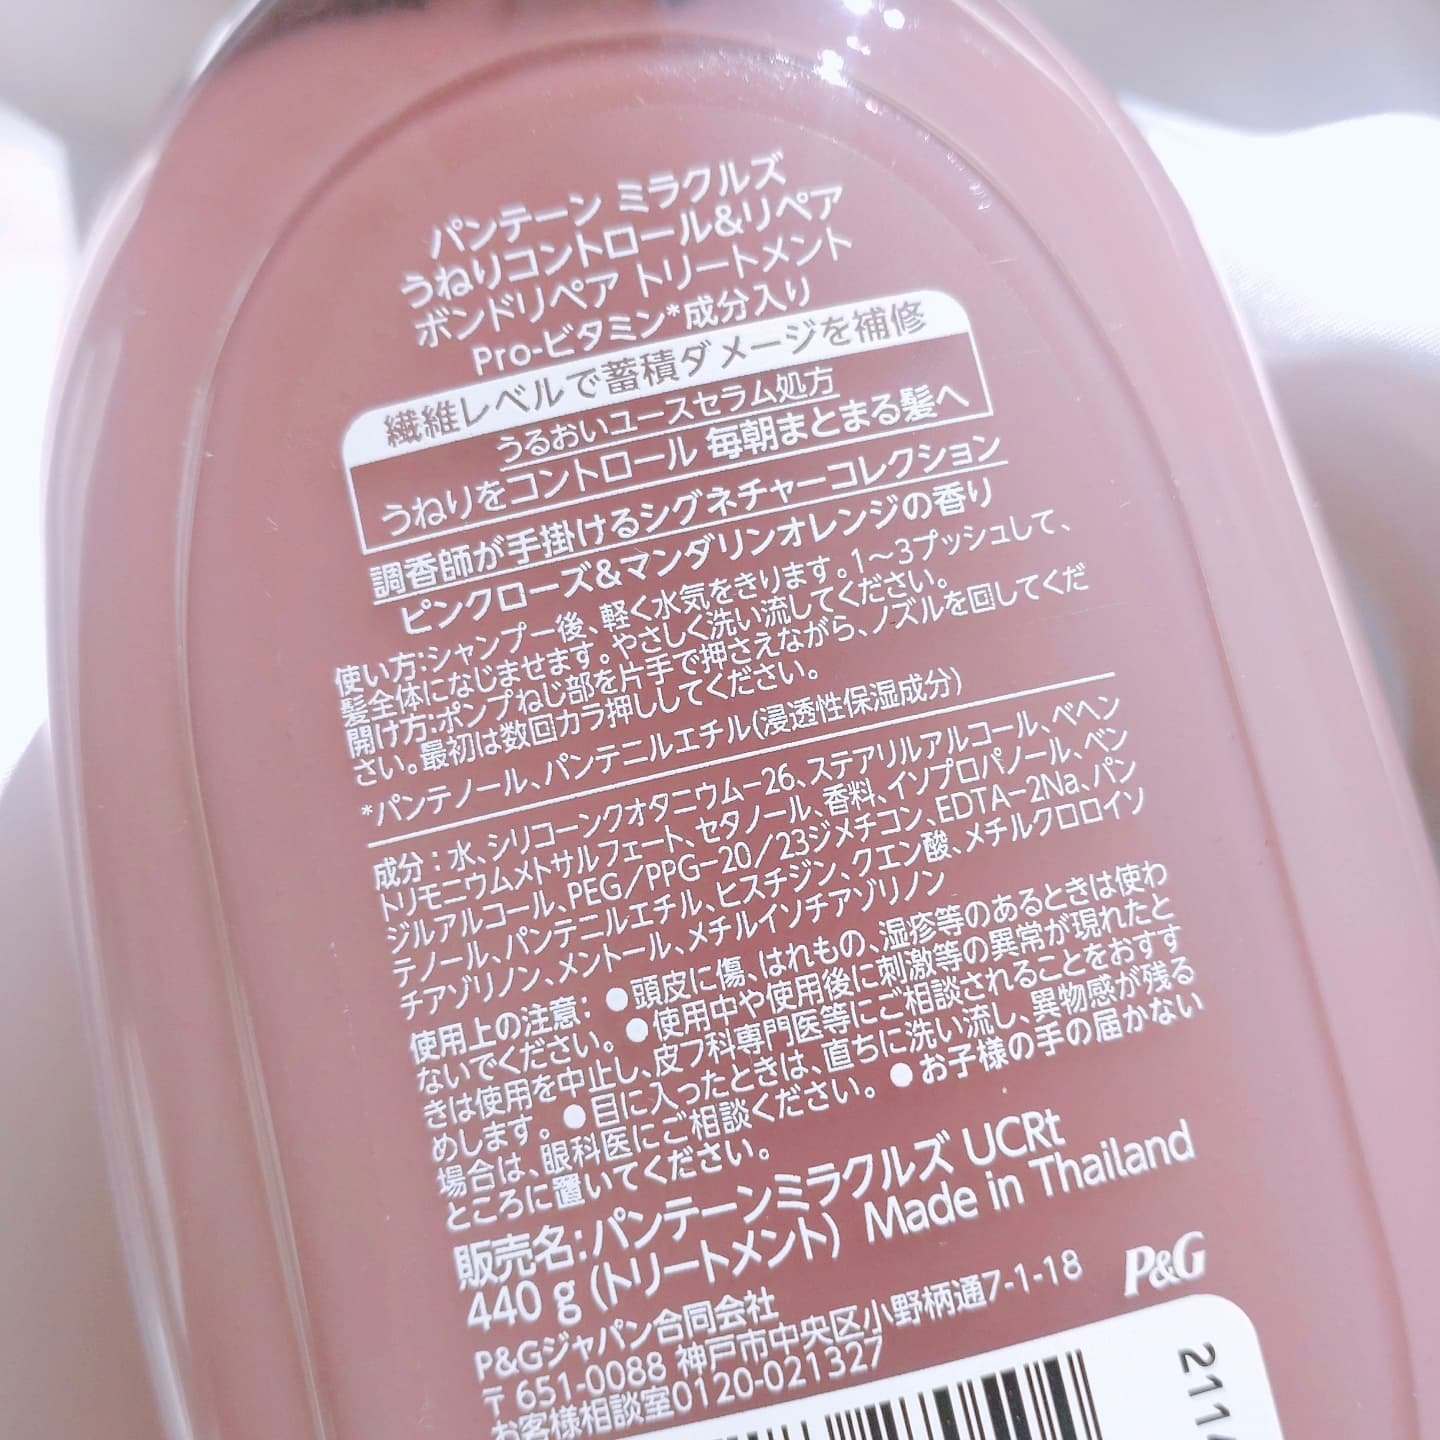 パンテーン ミラクルズ
うねりコントロール&リペア
ボンドリペア トリートメント
Pro-ビタミン*成分入り
繊維レベルで蓄積ダメージを補修
うるおいユースセラム処方
うねりをコントロール 毎朝まとまる髪へ
調香師が手掛けるシグネチャーコレクション
ピンクローズ&マンダリンオレンジの香り
使い方:シャンプー後、軽く水気をきります。1〜3プッシュして、
髪全体になじませます。やさしく洗い流してください。
開け方:ポンプねじ部を片手で押さえながら、ノズルを回してくだ
さい。最初は数回カラ押ししてください。
*パンテノール、パンテニルエチル(浸透性保湿成分)
成分:水、シリコーンクオタニウム-26、ステアリルアルコール、ベヘン
トリモニウムメトサルフェート、セタノール、香料、イソプロパノール、ベン
ジルアルコール、PEG/PPG-20/23ジメチコン、EDTA-2Na、パン
テノール、パンテニルエチル、ヒスチジン、クエン酸、メチルクロロイソ
チアゾリノン、メントール、メチルイソチアゾリノン
使用上の注意: ●頭皮に傷、はれもの、湿疹等のあるときは使わ
ないでください。 ●使用中や使用後に刺激等の異常が現れたと
きは使用を中止し、皮フ科専門医等にご相談されることをおすす
めします。 ●目に入ったときは、直ちに洗い流し、異物感が残る
場合は、眼科医にご相談ください。 ●お子様の手の届かない
ところに置いてください。
販売名:パンテーンミラクルズ UCRt
440 g (トリートメント) Made in Thailand
P&Gジャパン合同会社
〒 651-0088 神戸市中央区小野柄通7-1-18
お客様相談室0120-021327
P&G